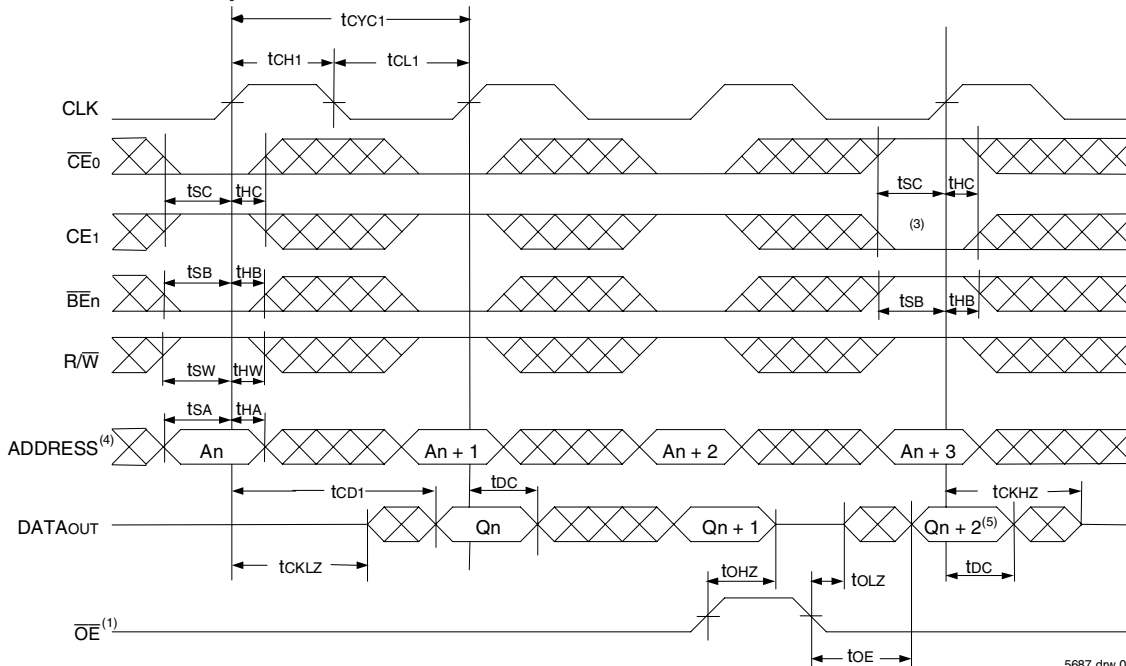 tCYC1
tCH1 tCL1
CLK
CE0
tSC tHC tSC tHC
CE1 (3)
tSB tHB
BEn tSB tHB
R/W
tSW tHW
tSA tHA
ADDRESS(4) An An + 1 An + 2 An + 3
tCD1 tDC tCKHZ
DATAOUT Qn Qn + 1 Qn + 2(5)
tCKLZ tOHZ tOLZ tDC
OE(1)
tOE